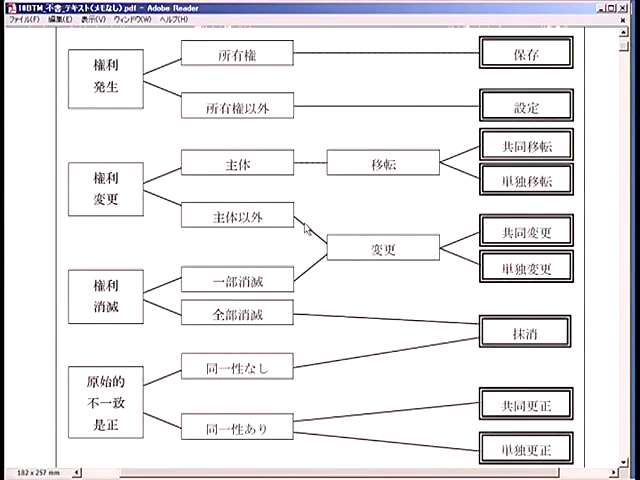 10BTM_不書_テキスト(メモなし).pdf - Adobe Reader
ファイル(F) 編集(E) 表示(V) ウィンドウ(W) ヘルプ(H)
権利
発生
所有権
保存
所有権以外
設定
権利
変更
主体
移転
共同移転
単独移転
主体以外
変更
共同変更
単独変更
権利
消滅
一部消滅
全部消滅
抹消
原始的
不一致
是正
同一性なし
同一性あり
共同更正
単独更正
182 x 257 mm